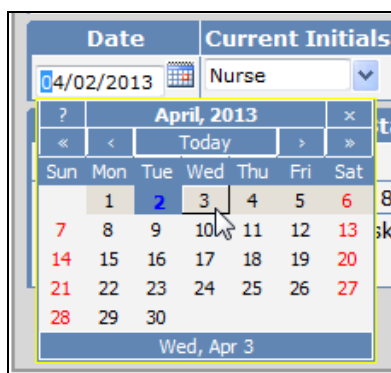 Date Current Initials
04/02/2013 Nurse
? April, 2013 ×
« ‹ Today › »
Sun Mon Tue Wed Thu Fri Sat
1 2 3 4 5 6
7 8 9 10 11 12 13
14 15 16 17 18 19 20
21 22 23 24 25 26 27
28 29 30
Wed, Apr 3